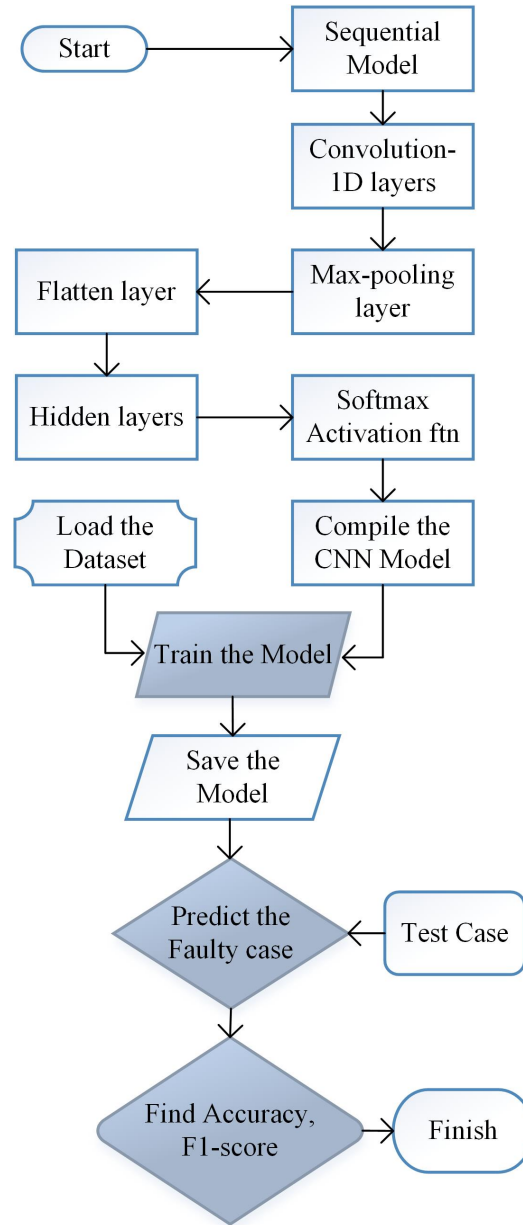 Start
Sequential
Model
Convolution-
1D layers
Max-pooling
layer
Flatten layer
Hidden layers
Softmax
Activation ftn
Load the
Dataset
Compile the
CNN Model
Train the Model
Save the
Model
Predict the
Faulty case
Test Case
Find Accuracy,
F1-score
Finish